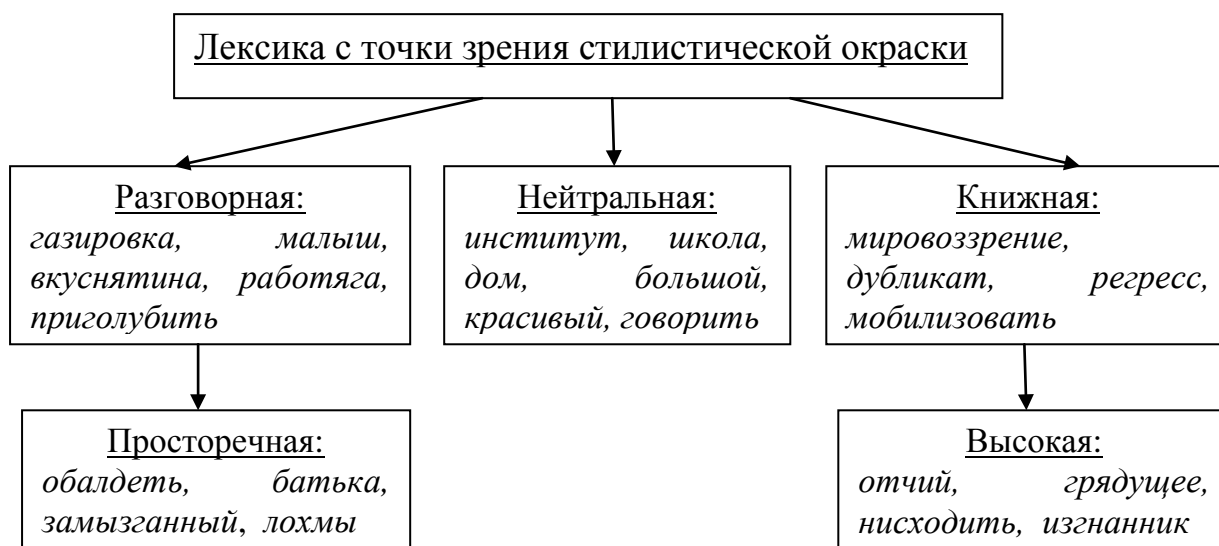 Лексика с точки зрения стилистической окраски
Разговорная:
газировка, малыш,
вкуснятина, работяга,
приголубить
Нейтральная:
институт, школа,
дом, большой,
красивый, говорить
Книжная:
мировоззрение,
дубликат, регресс,
мобилизовать
Просторечная:
обалдеть, батька,
замызганный, лохмы
Высокая:
отчий, грядущее,
нисходить, изгнанник